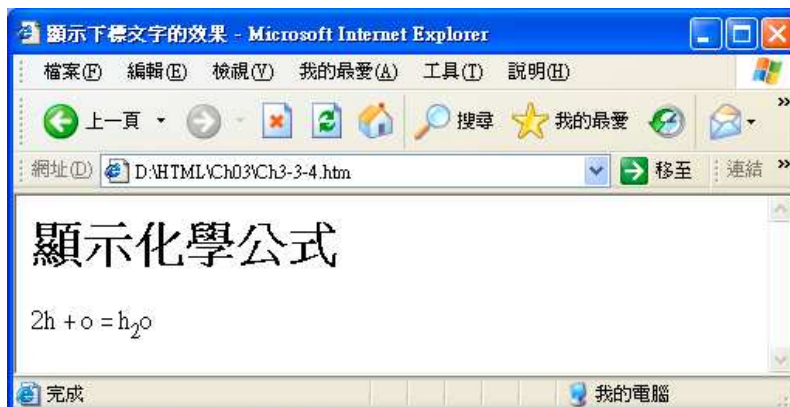 顯示下標文字的效果 - Microsoft Internet Explorer
檔案(F) 編輯(E) 檢視(V) 我的最愛(A) 工具(T) 說明(H)
上一頁 搜尋 我的最愛 »
網址(D) D:\HTML\Ch03\Ch3-3-4.htm 移至 連結 »
顯示化學公式
2h + o = h₂o
完成 我的電腦